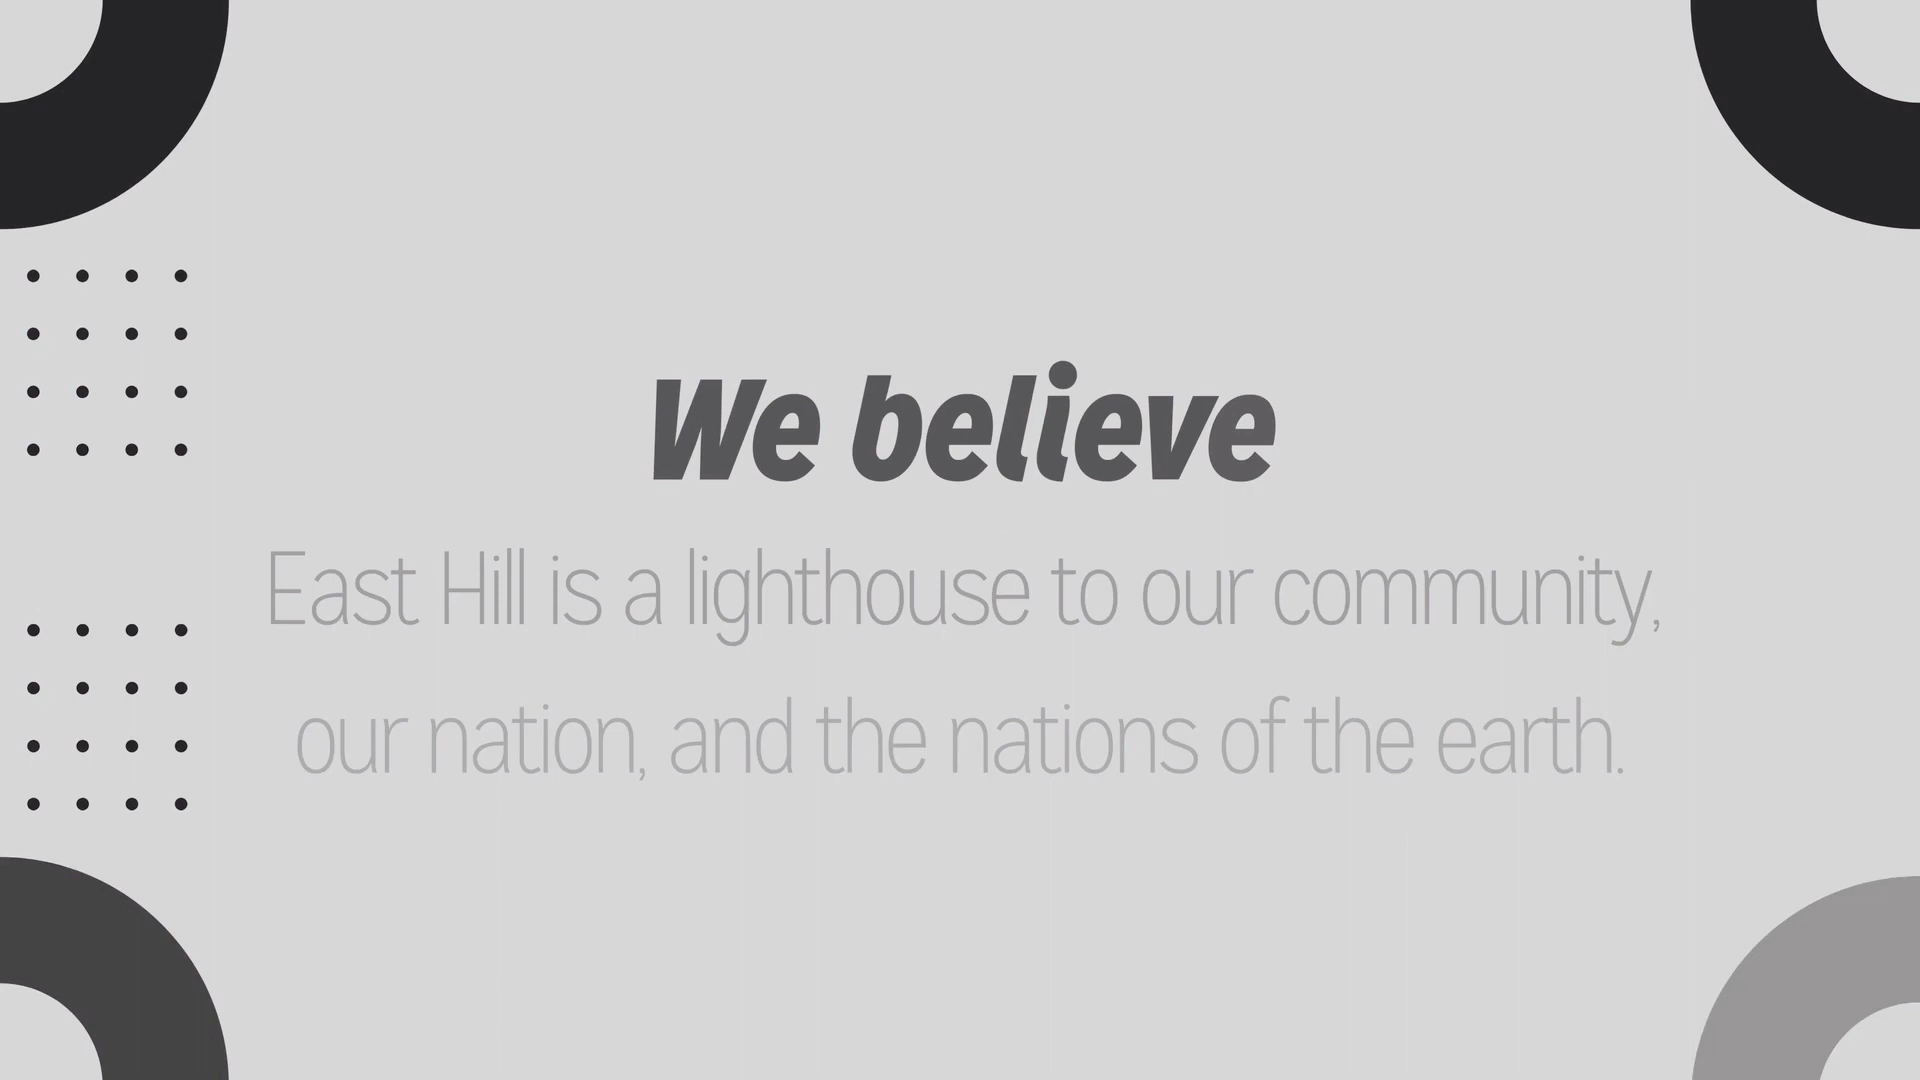 We believe
East Hill is a lighthouse to our community,
our nation, and the nations of the earth.